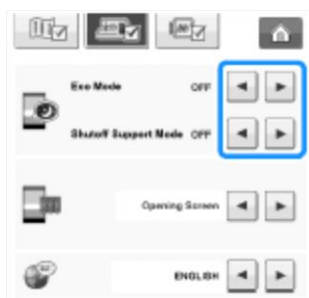 Eco Mode OFF
Shutoff Support Mode OFF
Opening Screen
ENGLISH